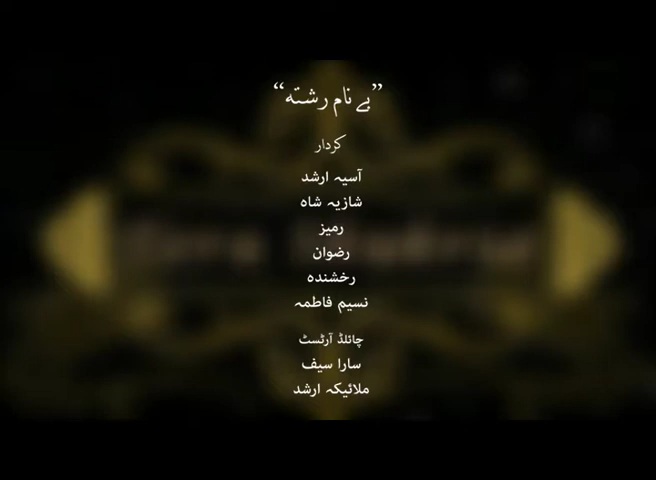 ”بے نام رشتہ“
کردار
آسیہ ارشد
شازیہ شاہ
رمیز
رضوان
رخشندہ
نسیم فاطمہ
چائلڈ آرٹسٹ
سارا سیف
ملائیکہ ارشد